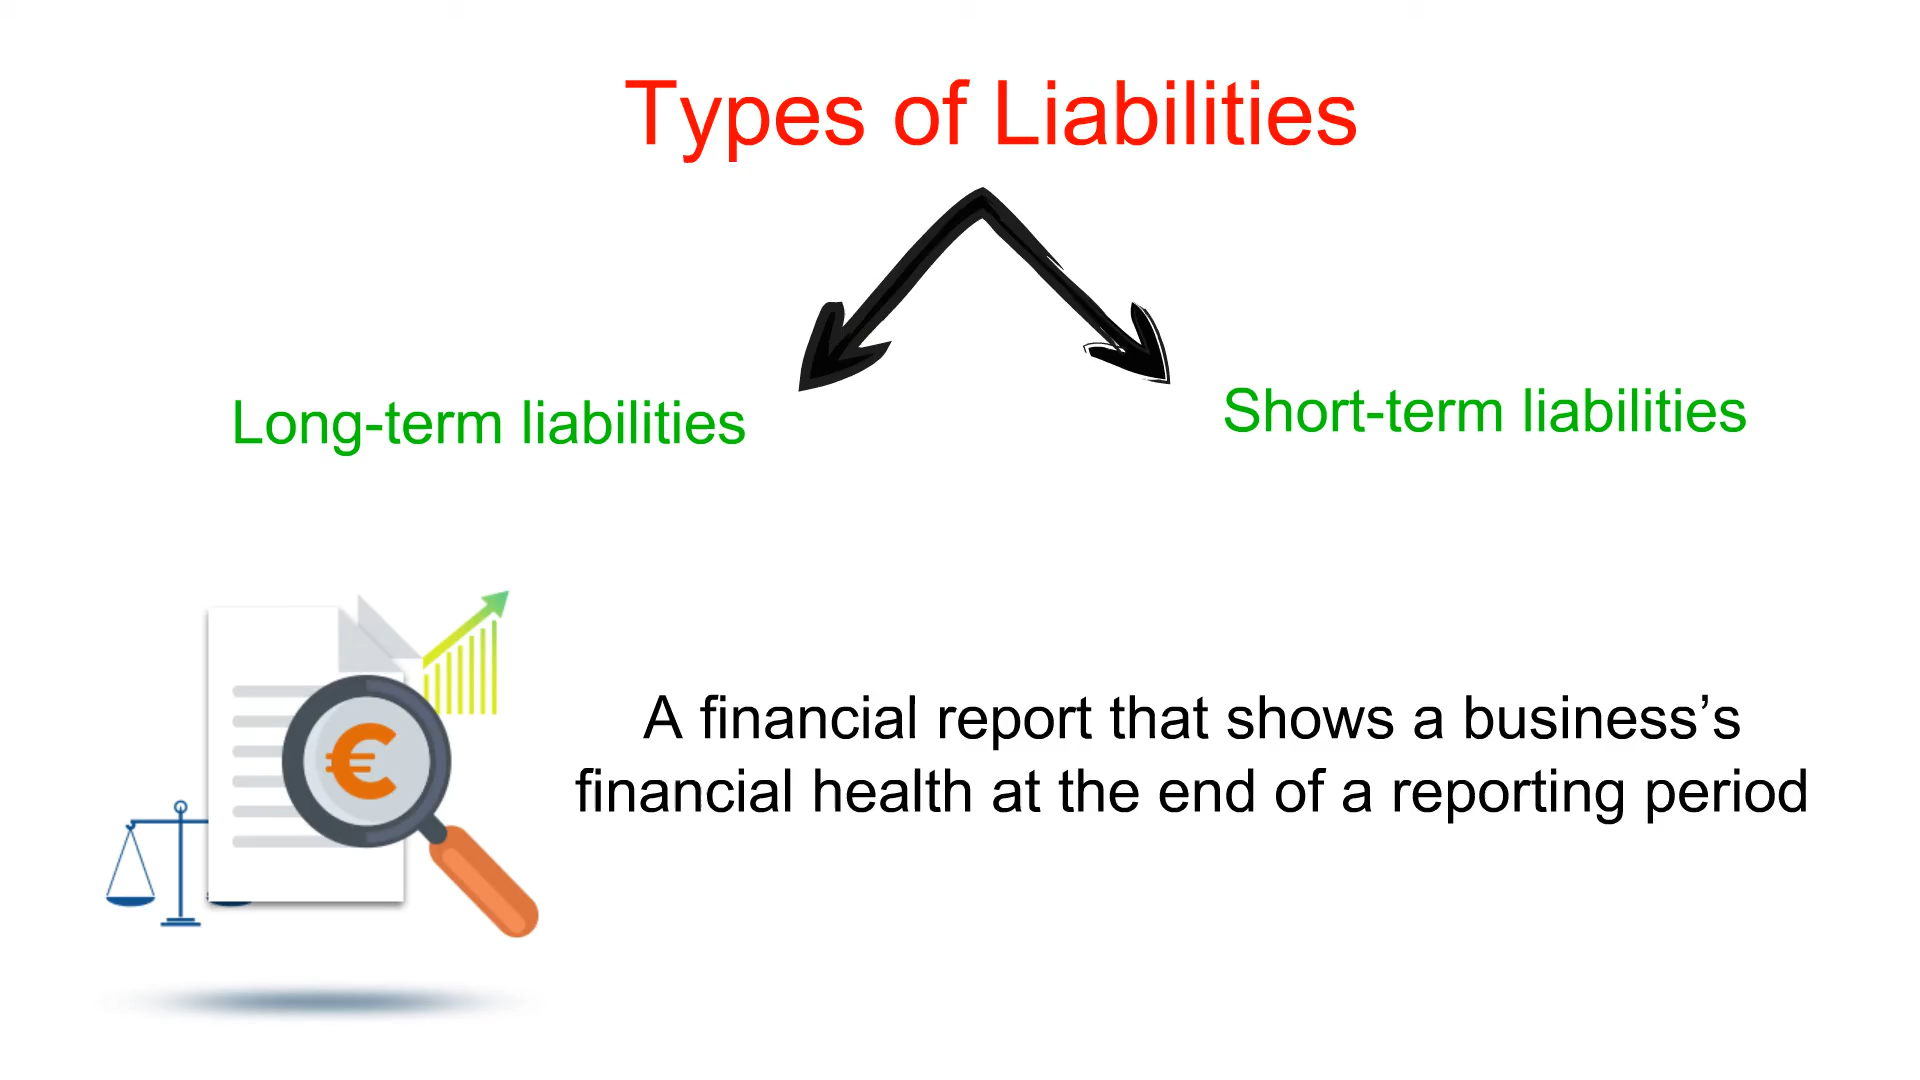 Types of Liabilities
Long-term liabilities
Short-term liabilities
€
A financial report that shows a business’s
financial health at the end of a reporting period